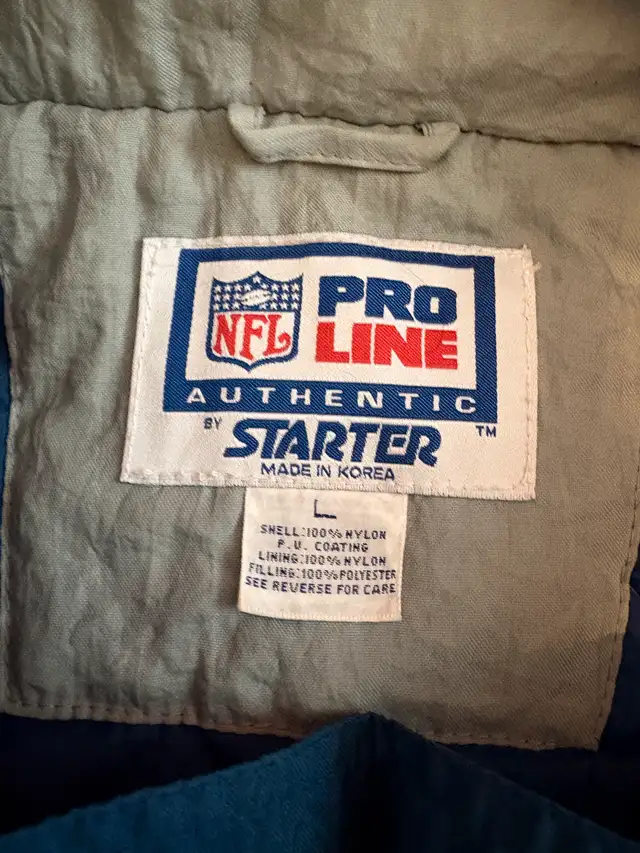 NFL
PRO
LINE
AUTHENTIC
BY STARTER ™
MADE IN KOREA
L
SHELL:100% NYLON
P.U. COATING
LINING:100% NYLON
FILLING:100% POLYESTER
SEE REVERSE FOR CARE